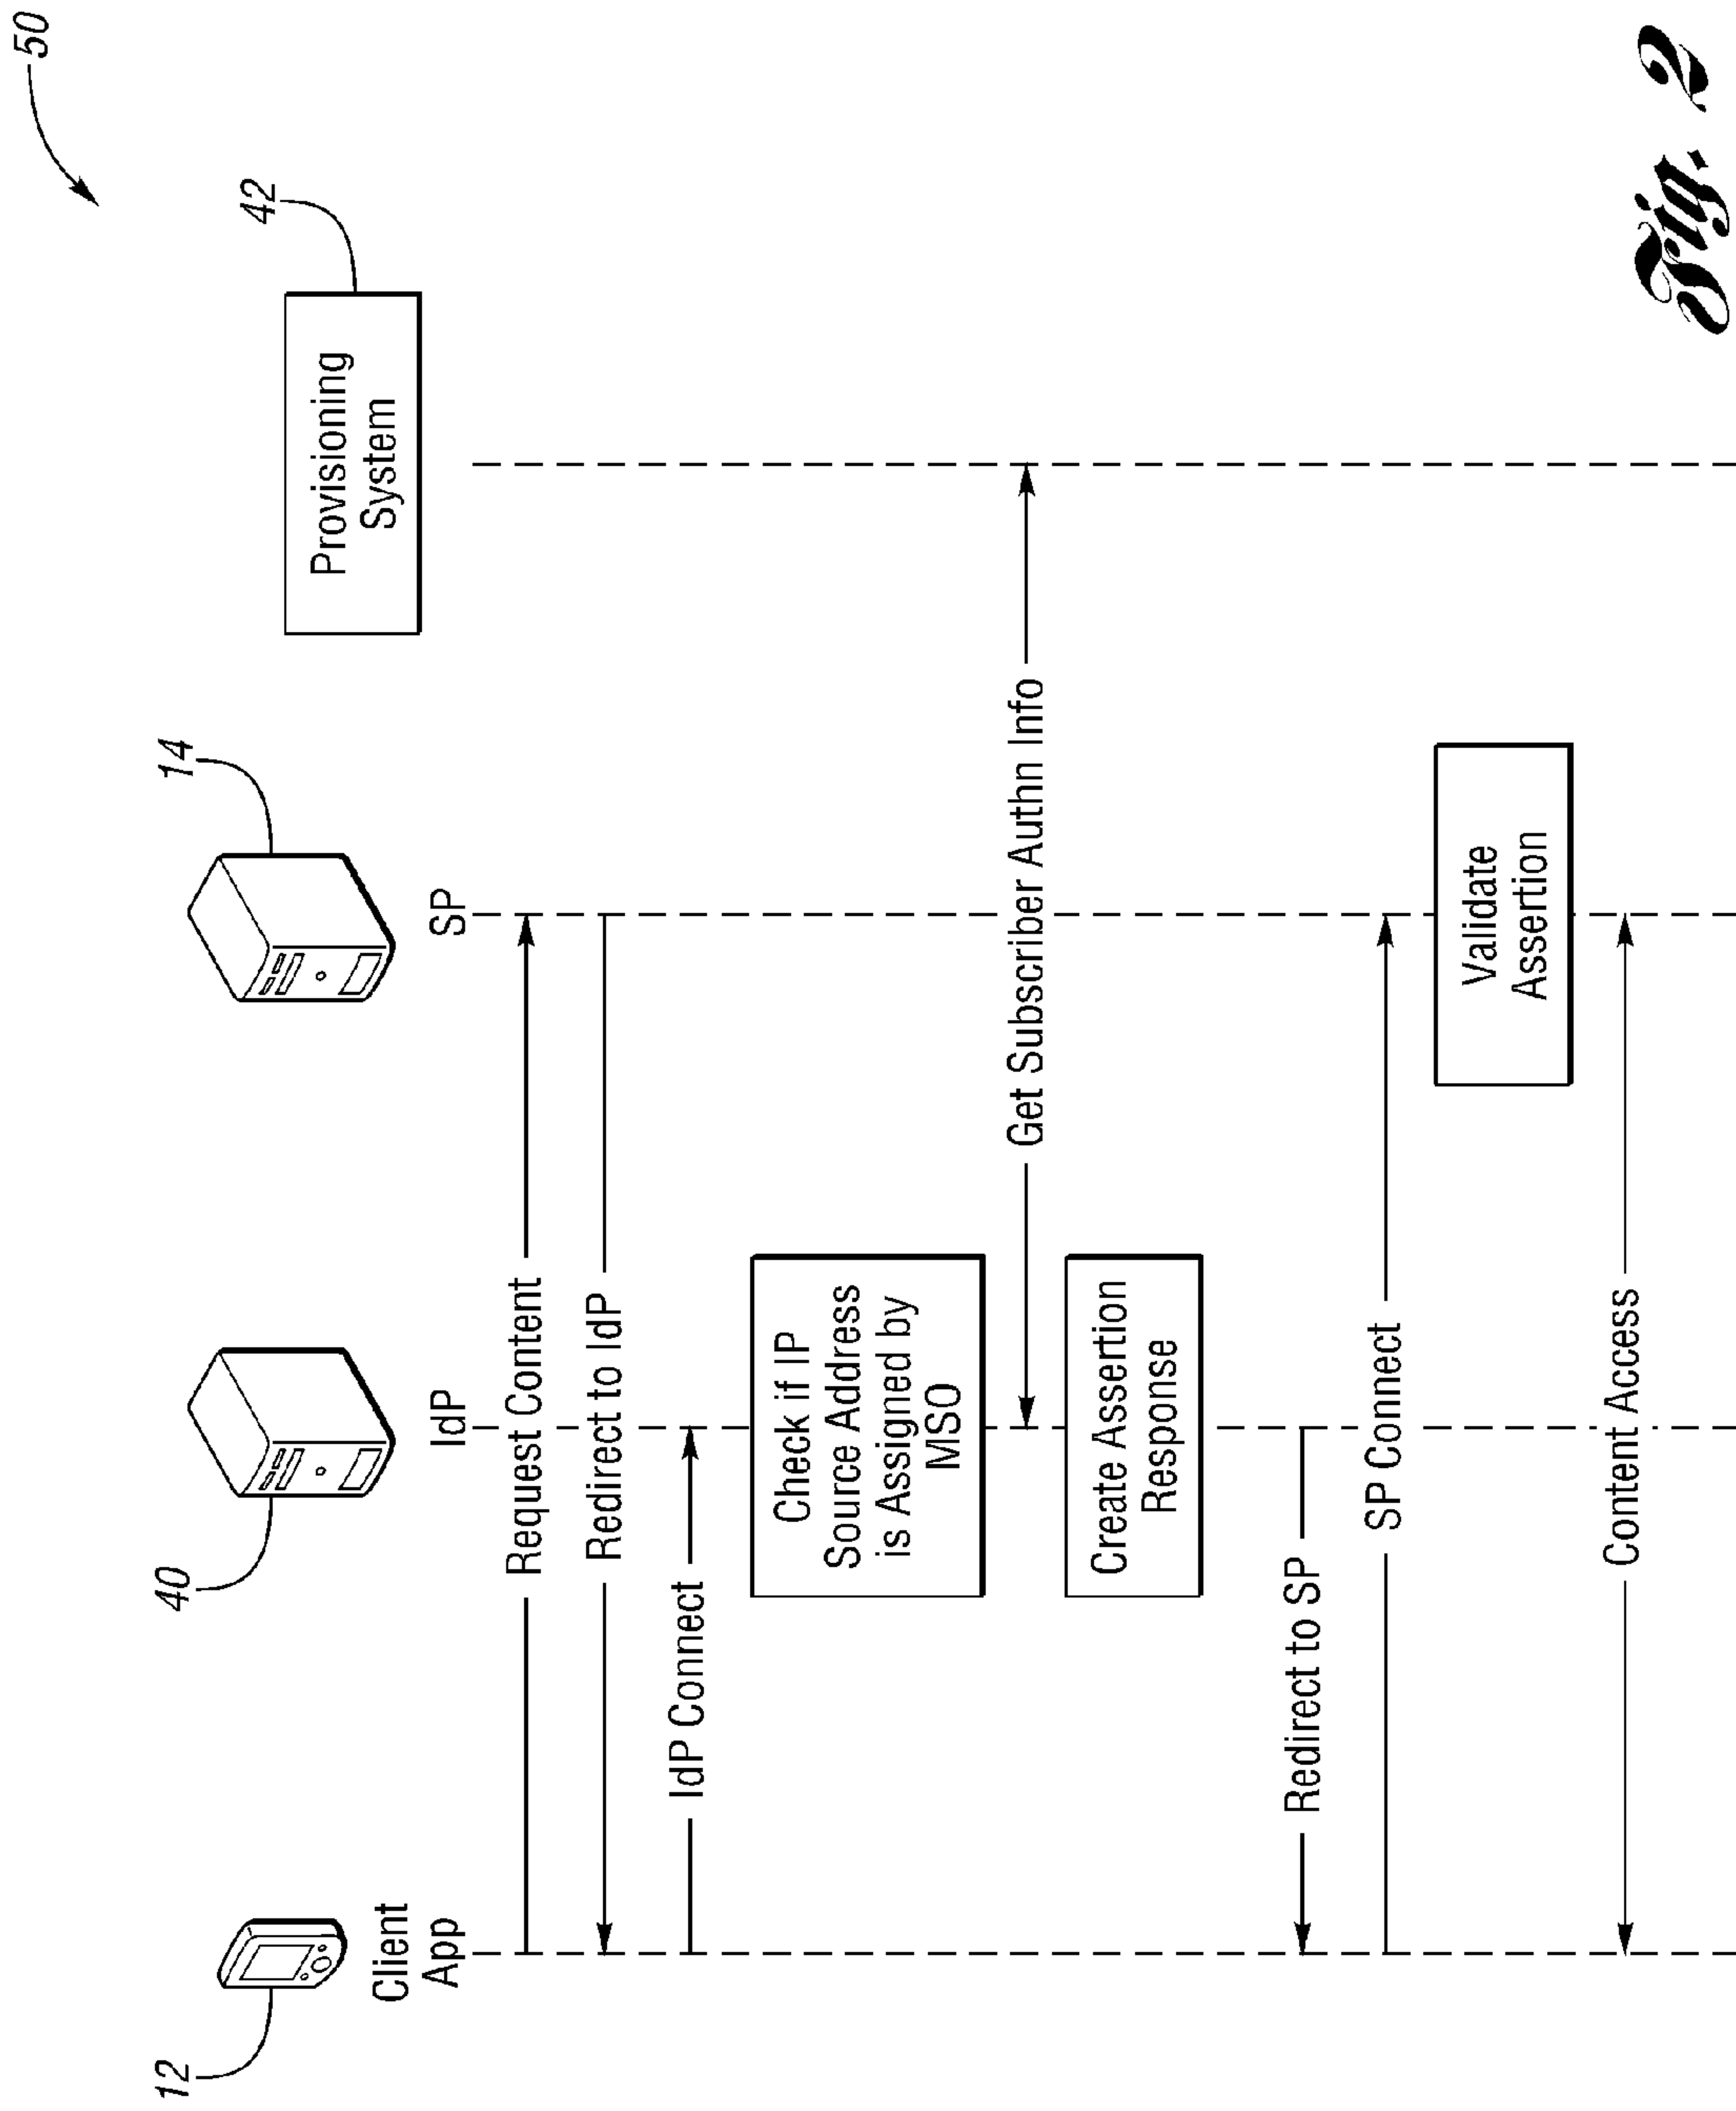 50
12
40
14
42
Client
App
IdP
SP
Provisioning
System
Request Content
Redirect to IdP
IdP Connect
Check if IP
Source Address
is Assigned by
MSO
Get Subscriber Authn Info
Create Assertion
Response
Redirect to SP
SP Connect
Validate
Assertion
Content Access
Fig. 2